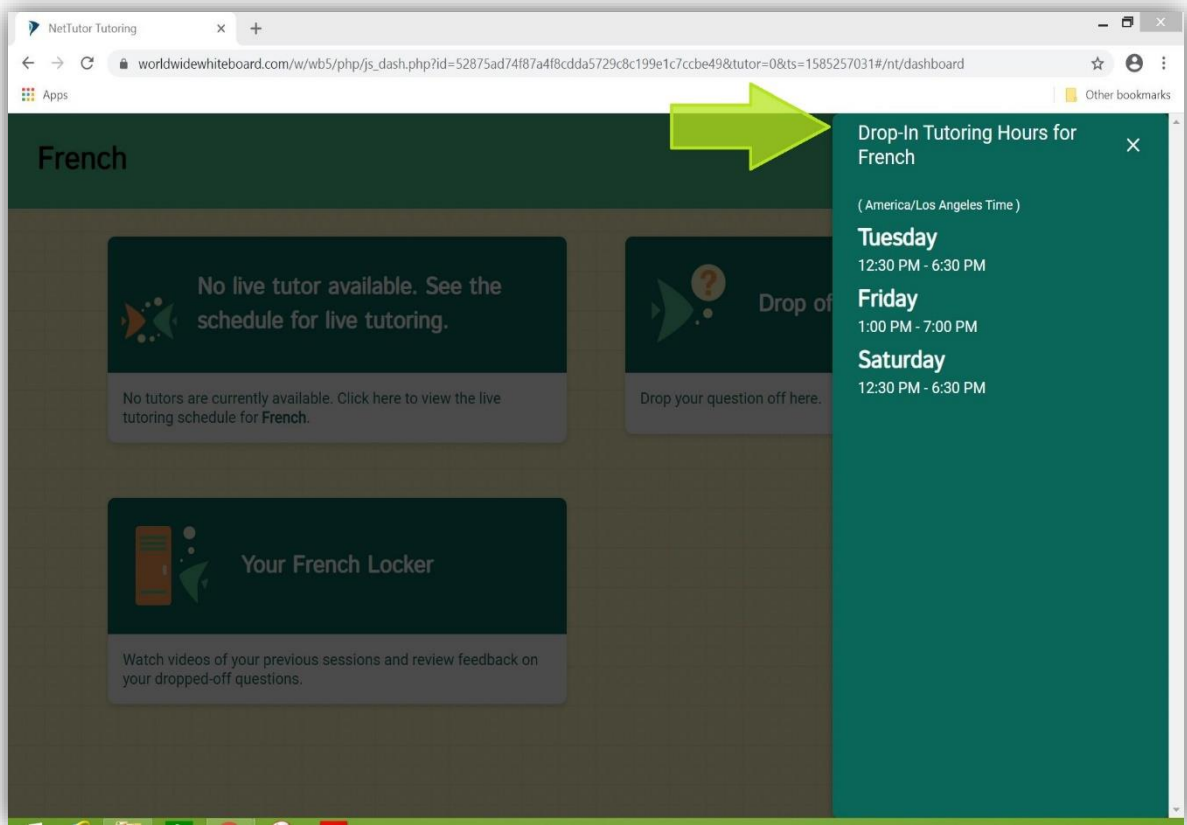 NetTutor Tutoring
worldwidewhiteboard.com/w/wb5/php/js_dash.php?id=52875ad74f87a4f8cdda5729c8c199e1c7ccbe49&tutor=0&ts=1585257031#/nt/dashboard
Apps
Other bookmarks
French
No live tutor available. See the
schedule for live tutoring.
No tutors are currently available. Click here to view the live
tutoring schedule for French.
Drop of
Drop your question off here.
Your French Locker
Watch videos of your previous sessions and review feedback on
your dropped-off questions.
Drop-In Tutoring Hours for
French
( America/Los Angeles Time )
Tuesday
12:30 PM - 6:30 PM
Friday
1:00 PM - 7:00 PM
Saturday
12:30 PM - 6:30 PM